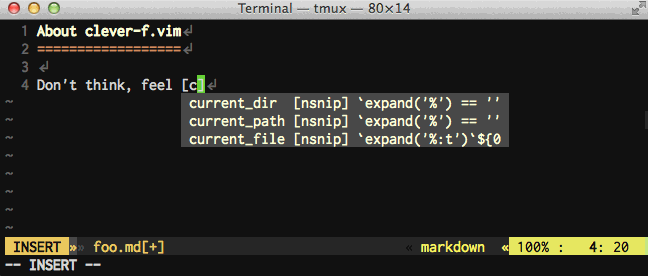 Terminal — tmux — 80×14
1 About clever-f.vim↲
2 ==================↲
3 ↲
4 Don't think, feel [c]↲
~ current_dir [nsnip] `expand('%') == ''
~ current_path [nsnip] `expand('%') == ''
~ current_file [nsnip] `expand('%:t')`${0
~
~
~
~
INSERT »» foo.md[+] « markdown « 100% : 4: 20
-- INSERT --